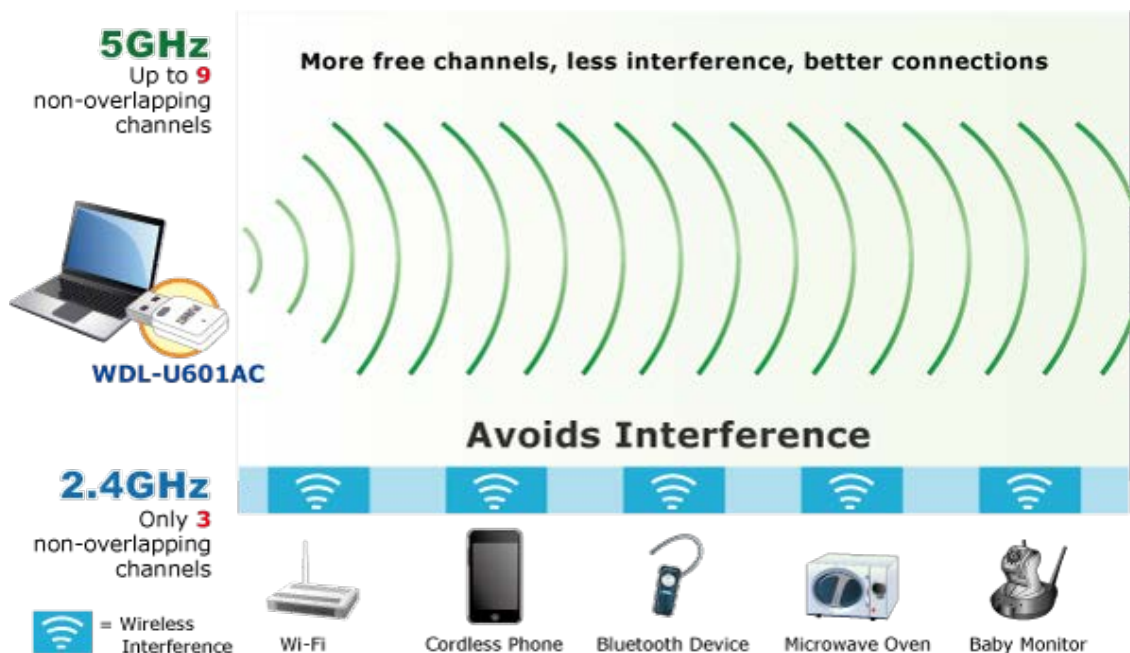 5GHz
Up to 9
non-overlapping
channels
More free channels, less interference, better connections
WDL-U601AC
Avoids Interference
2.4GHz
Only 3
non-overlapping
channels
= Wireless
Interference
Wi-Fi
Cordless Phone
Bluetooth Device
Microwave Oven
Baby Monitor